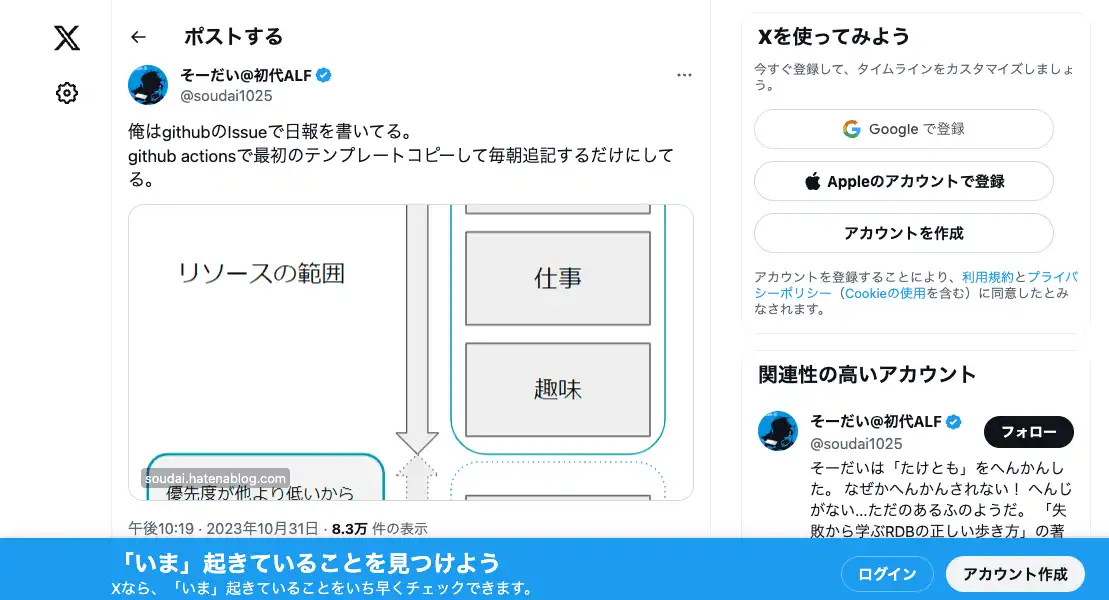 ポストする
そーだい@初代ALF
@soudai1025
俺はgithubのIssueで日報を書いてる。
github actionsで最初のテンプレートコピーして毎朝追記するだけにして
る。
リソースの範囲
仕事
趣味
soudai.hatenablog.com
優先度が他より低いから
午後10:19 · 2023年10月31日 · 8.3万 件の表示
Xを使ってみよう
今すぐ登録して、タイムラインをカスタマイズしましょ
う。
Google で登録
Appleのアカウントで登録
アカウントを作成
アカウントを登録することにより、利用規約とプライバ
シーポリシー（Cookieの使用を含む）に同意したとみ
なされます。
関連性の高いアカウント
そーだい@初代ALF
フォロー
@soudai1025
そーだいは「たけとも」をへんかんし
た。 なぜかへんかんされない！ へんじ
がない...ただのあるふのようだ。 「失
敗から学ぶRDBの正しい歩き方」の著
「いま」起きていることを見つけよう
Xなら、「いま」起きていることをいち早くチェックできます。
ログイン
アカウント作成